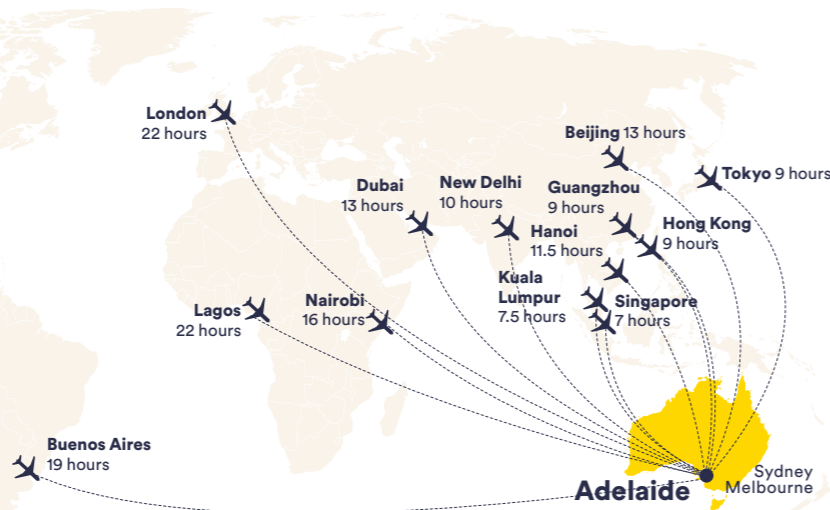 London
22 hours
Beijing 13 hours
Tokyo 9 hours
Dubai
13 hours
New Delhi
10 hours
Guangzhou
9 hours
Hanoi
11.5 hours
Hong Kong
9 hours
Kuala
Lumpur
7.5 hours
Singapore
7 hours
Lagos
22 hours
Nairobi
16 hours
Buenos Aires
19 hours
Adelaide
Sydney
Melbourne